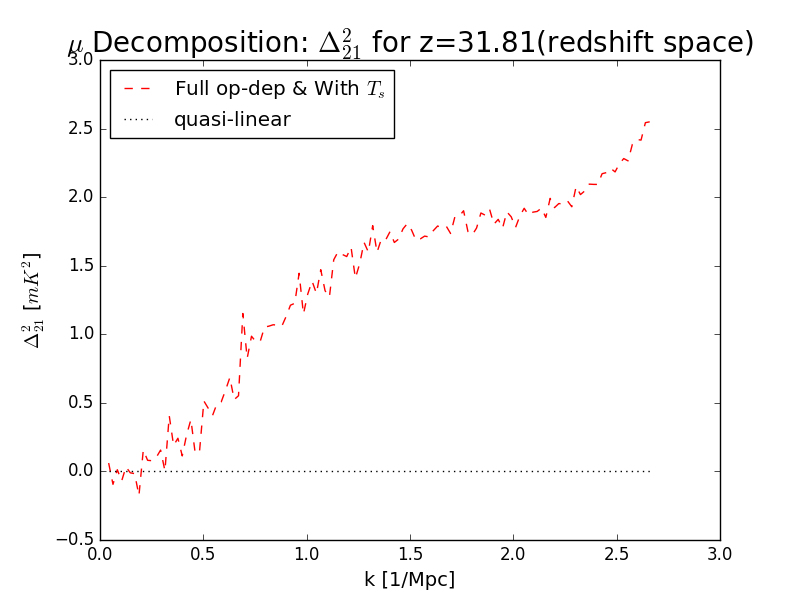 μ Decomposition: Δ²₂₁ for z=31.81(redshift space)
3.0
2.5
2.0
1.5
1.0
0.5
0.0
−0.5
Δ²₂₁ [mK²]
Full op-dep & With Tₛ
quasi-linear
0.0 0.5 1.0 1.5 2.0 2.5 3.0
k [1/Mpc]